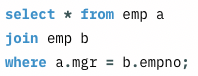 select * from emp a
join emp b
where a.mgr = b.empno;